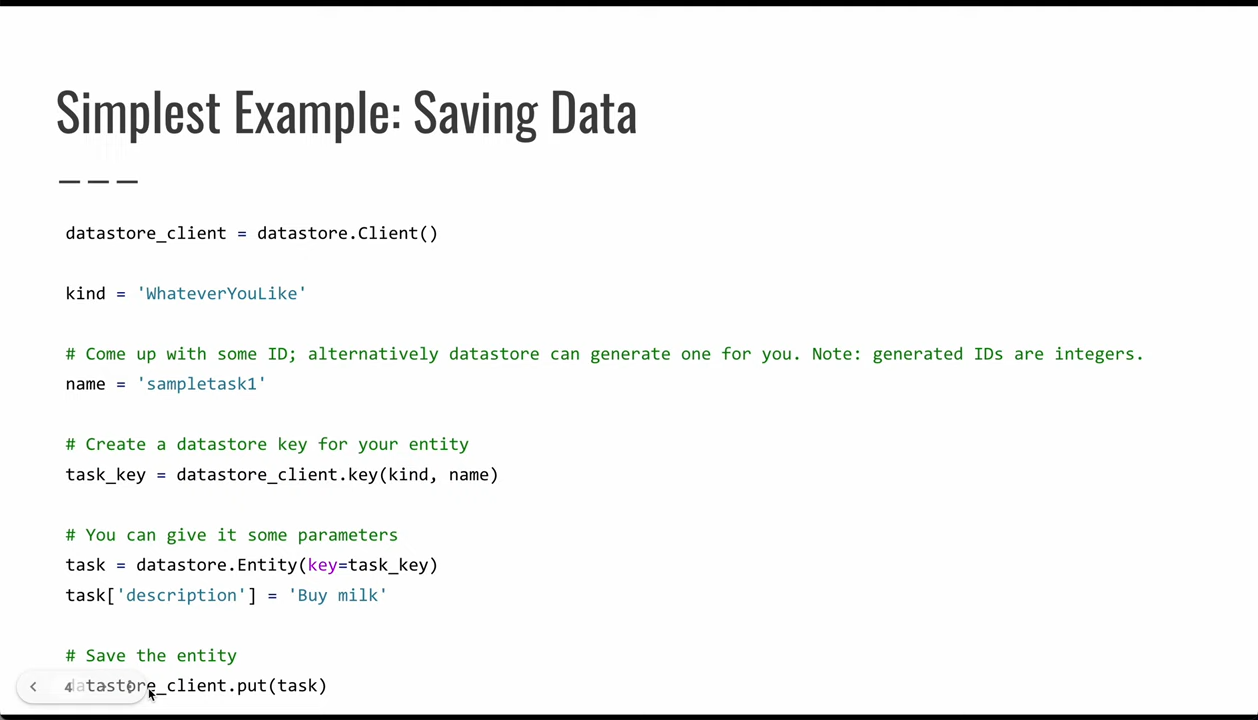 Simplest Example: Saving Data
datastore_client = datastore.Client()
kind = 'WhateverYouLike'
# Come up with some ID; alternatively datastore can generate one for you. Note: generated IDs are integers.
name = 'sampletask1'
# Create a datastore key for your entity
task_key = datastore_client.key(kind, name)
# You can give it some parameters
task = datastore.Entity(key=task_key)
task['description'] = 'Buy milk'
# Save the entity
datastore_client.put(task)
4